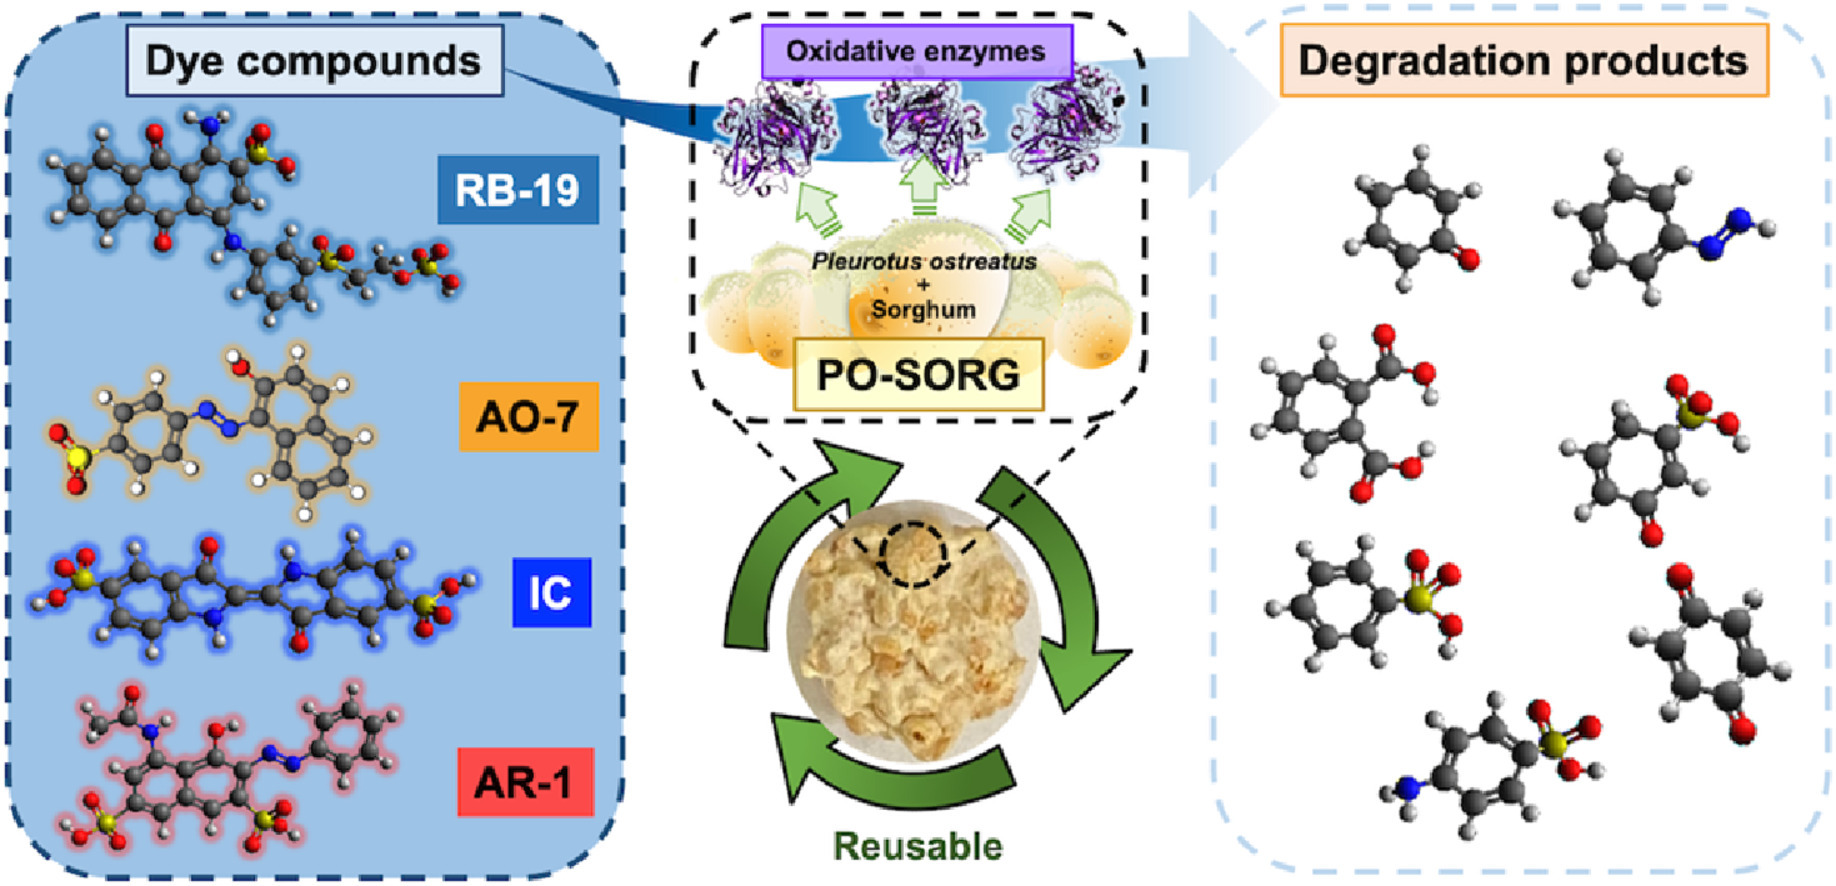 Dye compounds
RB-19
AO-7
IC
AR-1
Oxidative enzymes
Pleurotus ostreatus
+
Sorghum
PO-SORG
Reusable
Degradation products